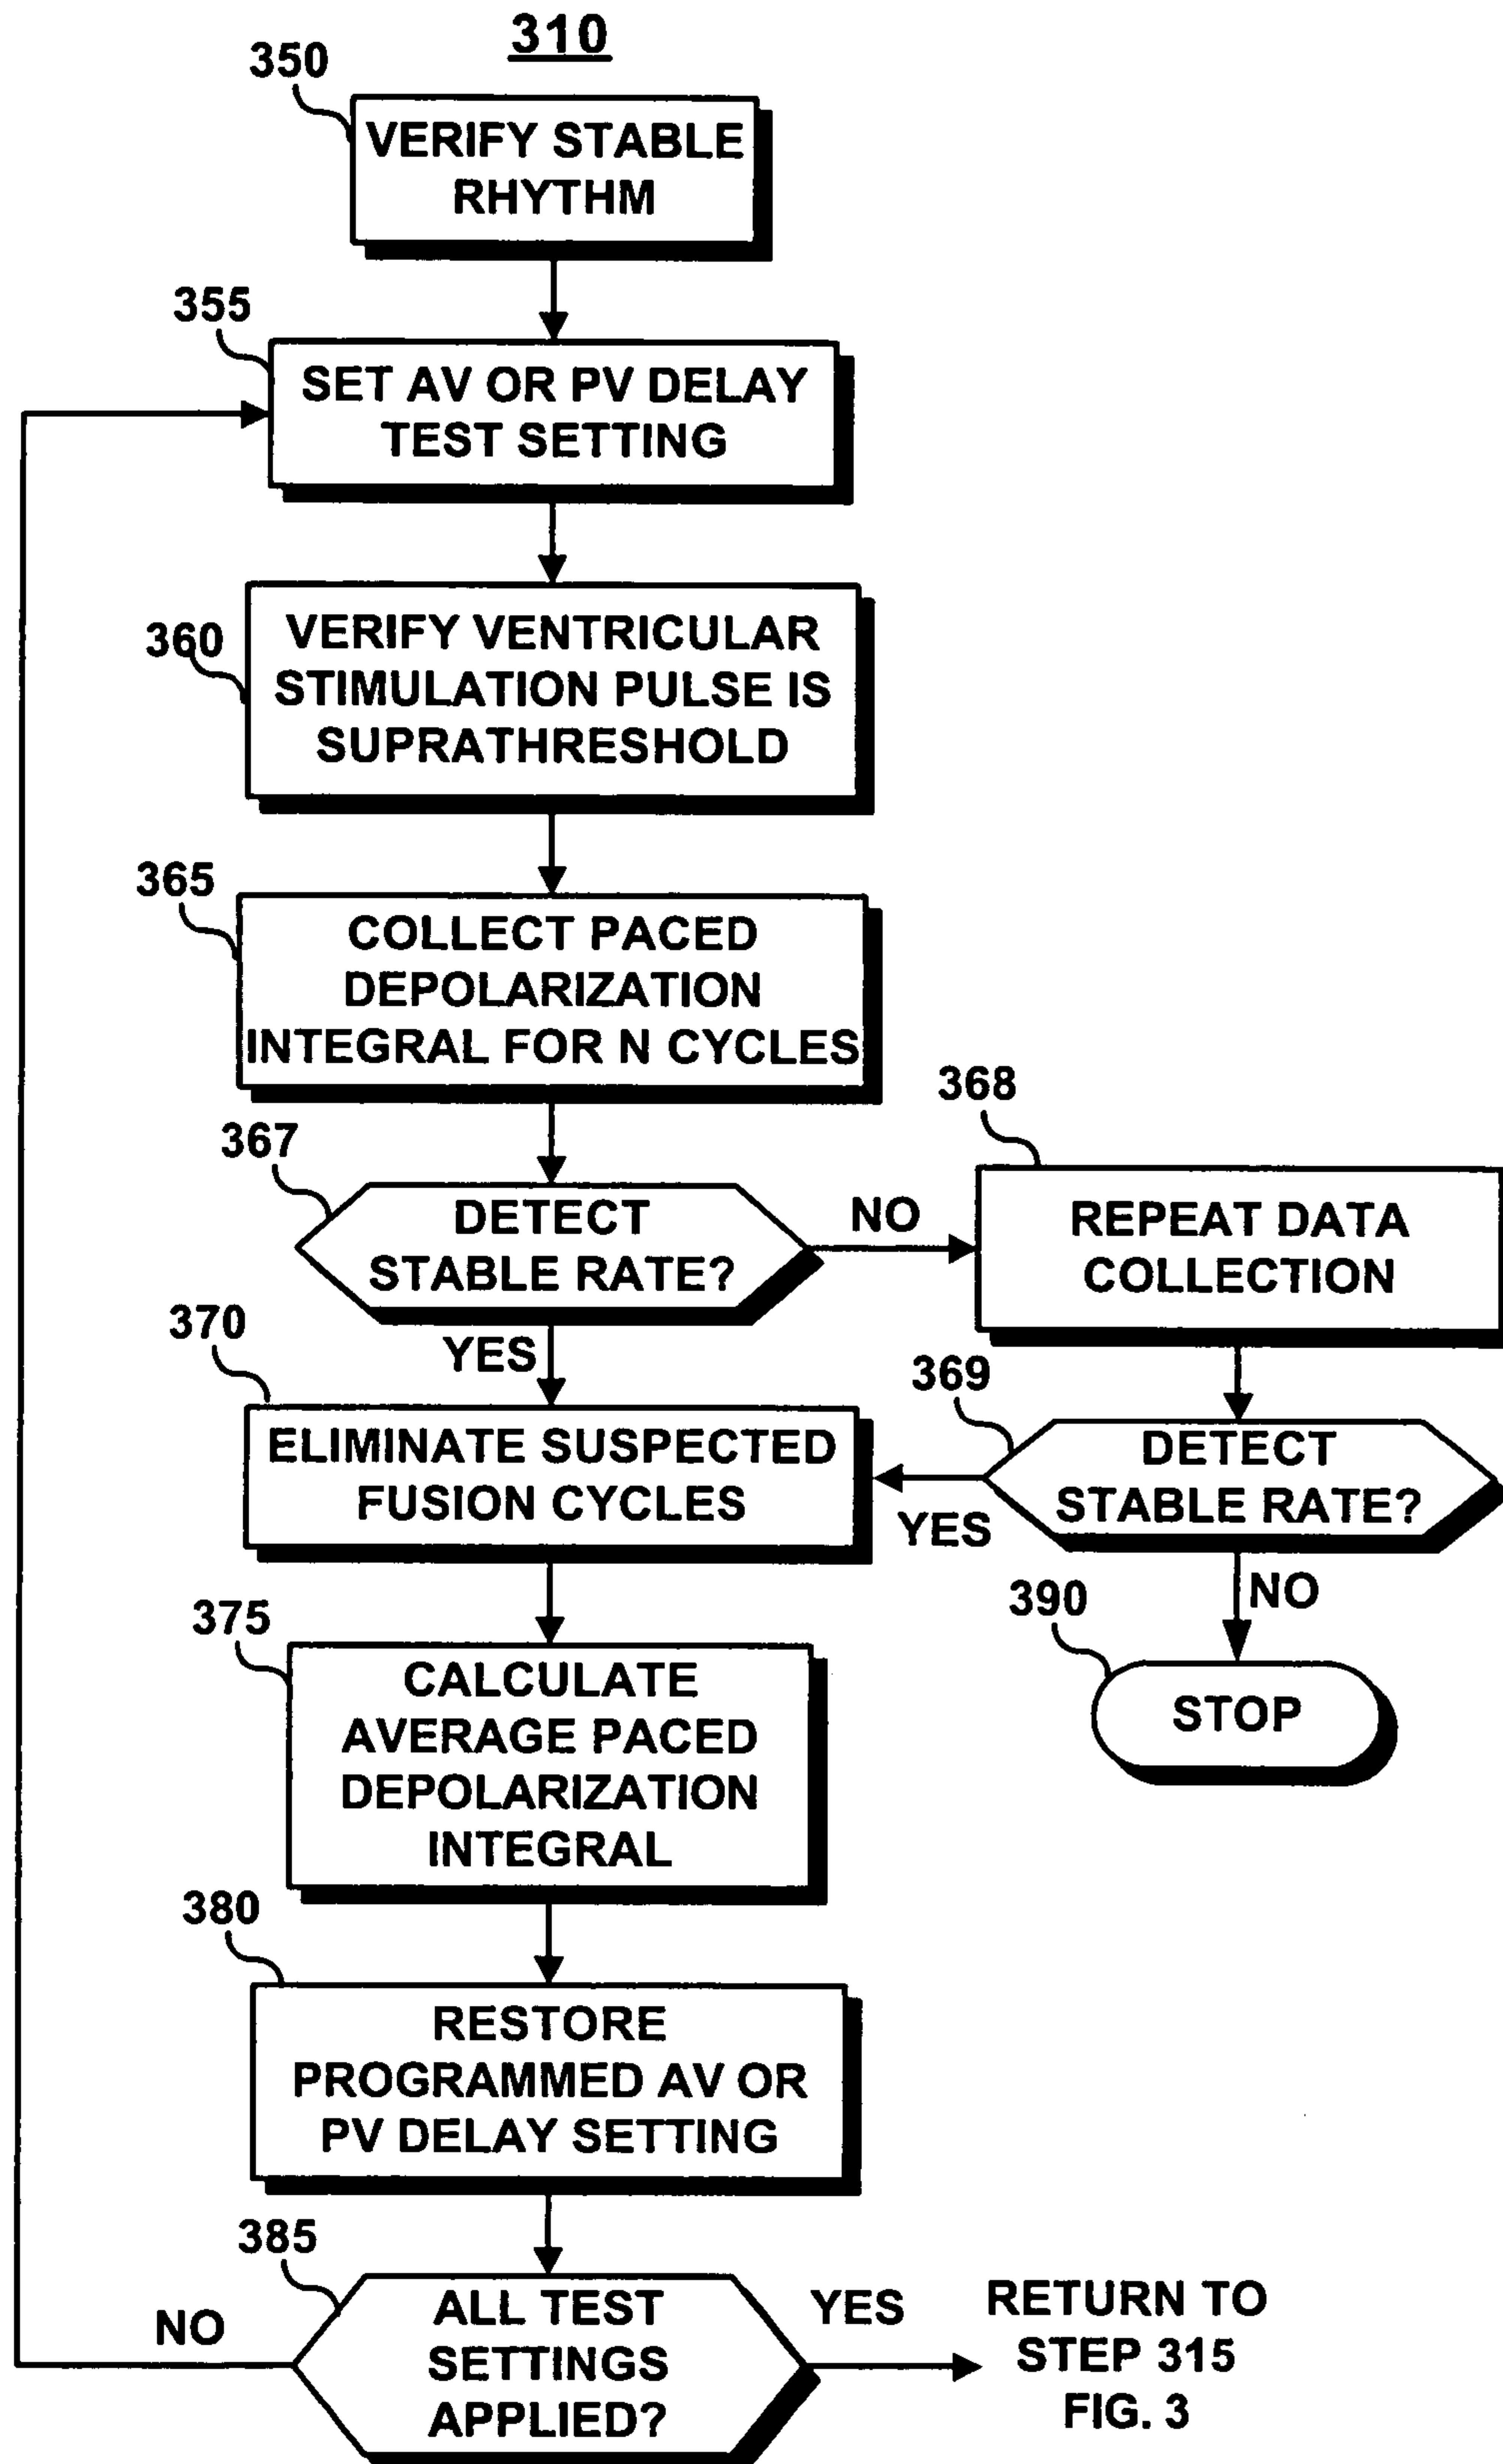 310
350
VERIFY STABLE
RHYTHM
355
SET AV OR PV DELAY
TEST SETTING
360
VERIFY VENTRICULAR
STIMULATION PULSE IS
SUPRATHRESHOLD
365
COLLECT PACED
DEPOLARIZATION
INTEGRAL FOR N CYCLES
367
DETECT
STABLE RATE?
NO
368
REPEAT DATA
COLLECTION
YES
369
DETECT
STABLE RATE?
YES
NO
390
STOP
370
ELIMINATE SUSPECTED
FUSION CYCLES
375
CALCULATE
AVERAGE PACED
DEPOLARIZATION
INTEGRAL
380
RESTORE
PROGRAMMED AV OR
PV DELAY SETTING
385
ALL TEST
SETTINGS
APPLIED?
NO
YES
RETURN TO
STEP 315
FIG. 3